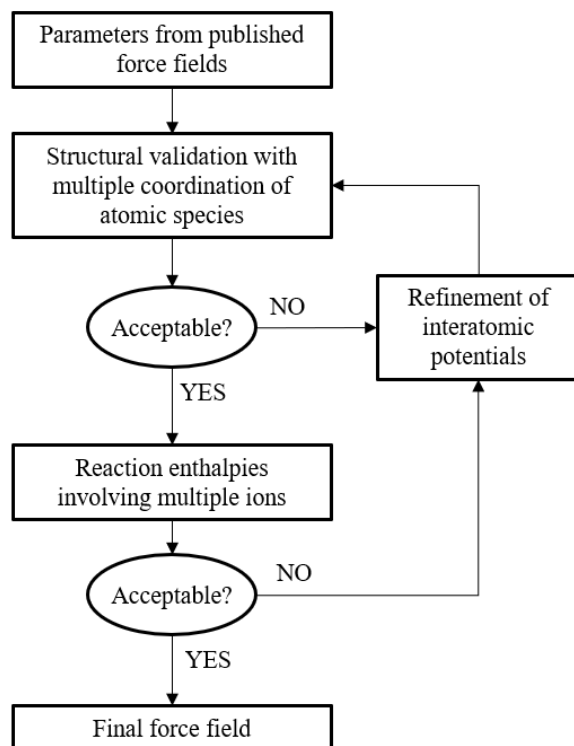 Parameters from published
force fields
Structural validation with
multiple coordination of
atomic species
Acceptable?
NO
Refinement of
interatomic
potentials
YES
Reaction enthalpies
involving multiple ions
Acceptable?
NO
YES
Final force field